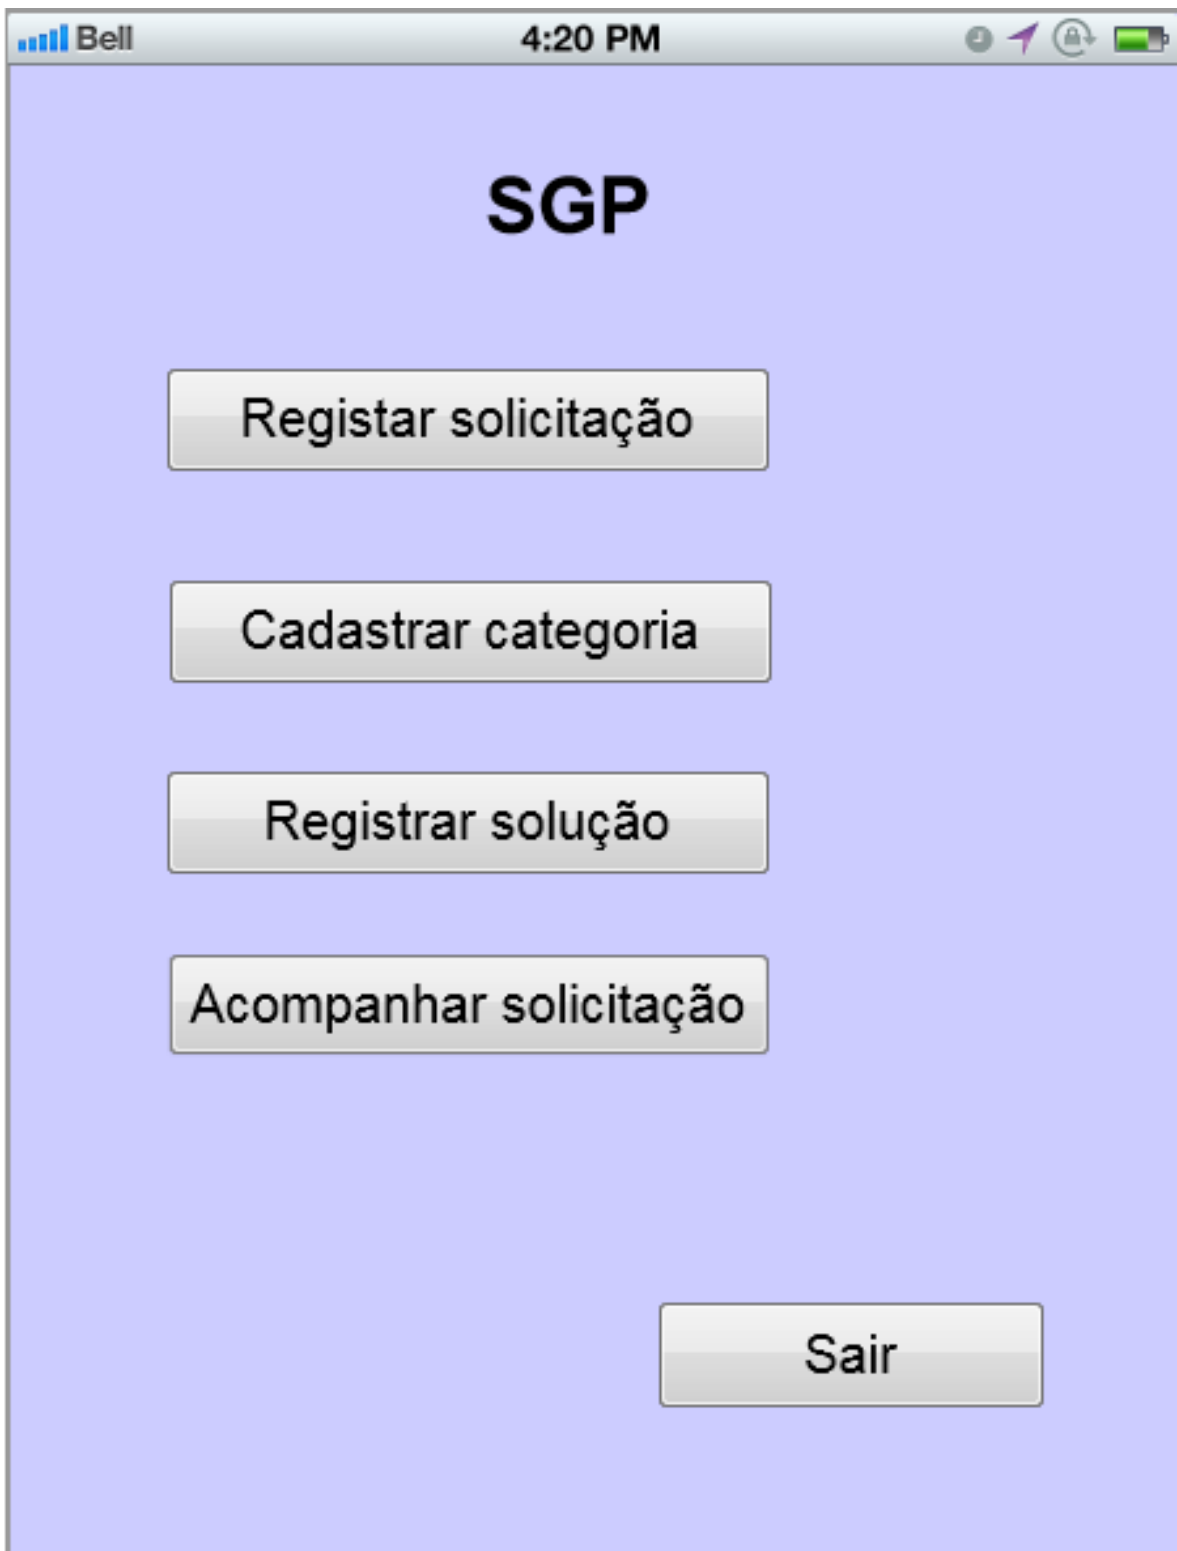 Bell 4:20 PM
SGP
Registar solicitação
Cadastrar categoria
Registrar solução
Acompanhar solicitação
Sair